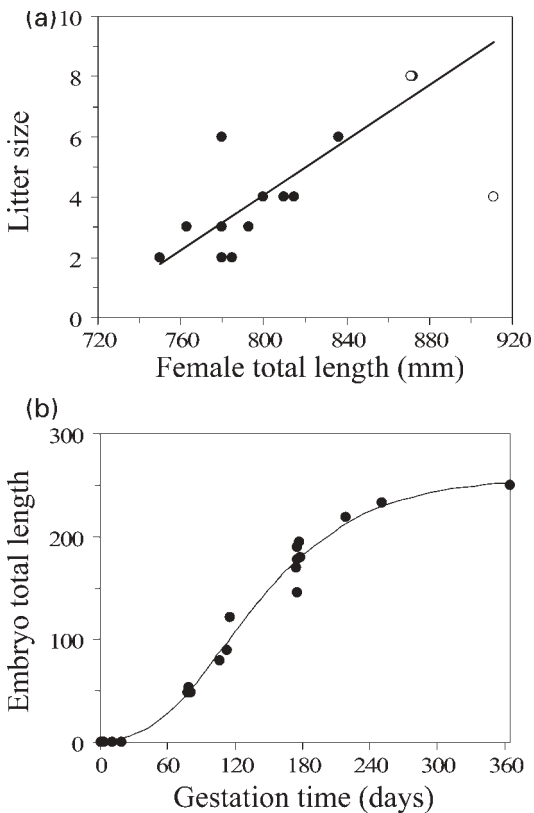 (a)
10
8
6
4
2
0
Litter size
720 760 800 840 880 920
Female total length (mm)
(b)
300
200
100
0
Embryo total length
0 60 120 180 240 300 360
Gestation time (days)